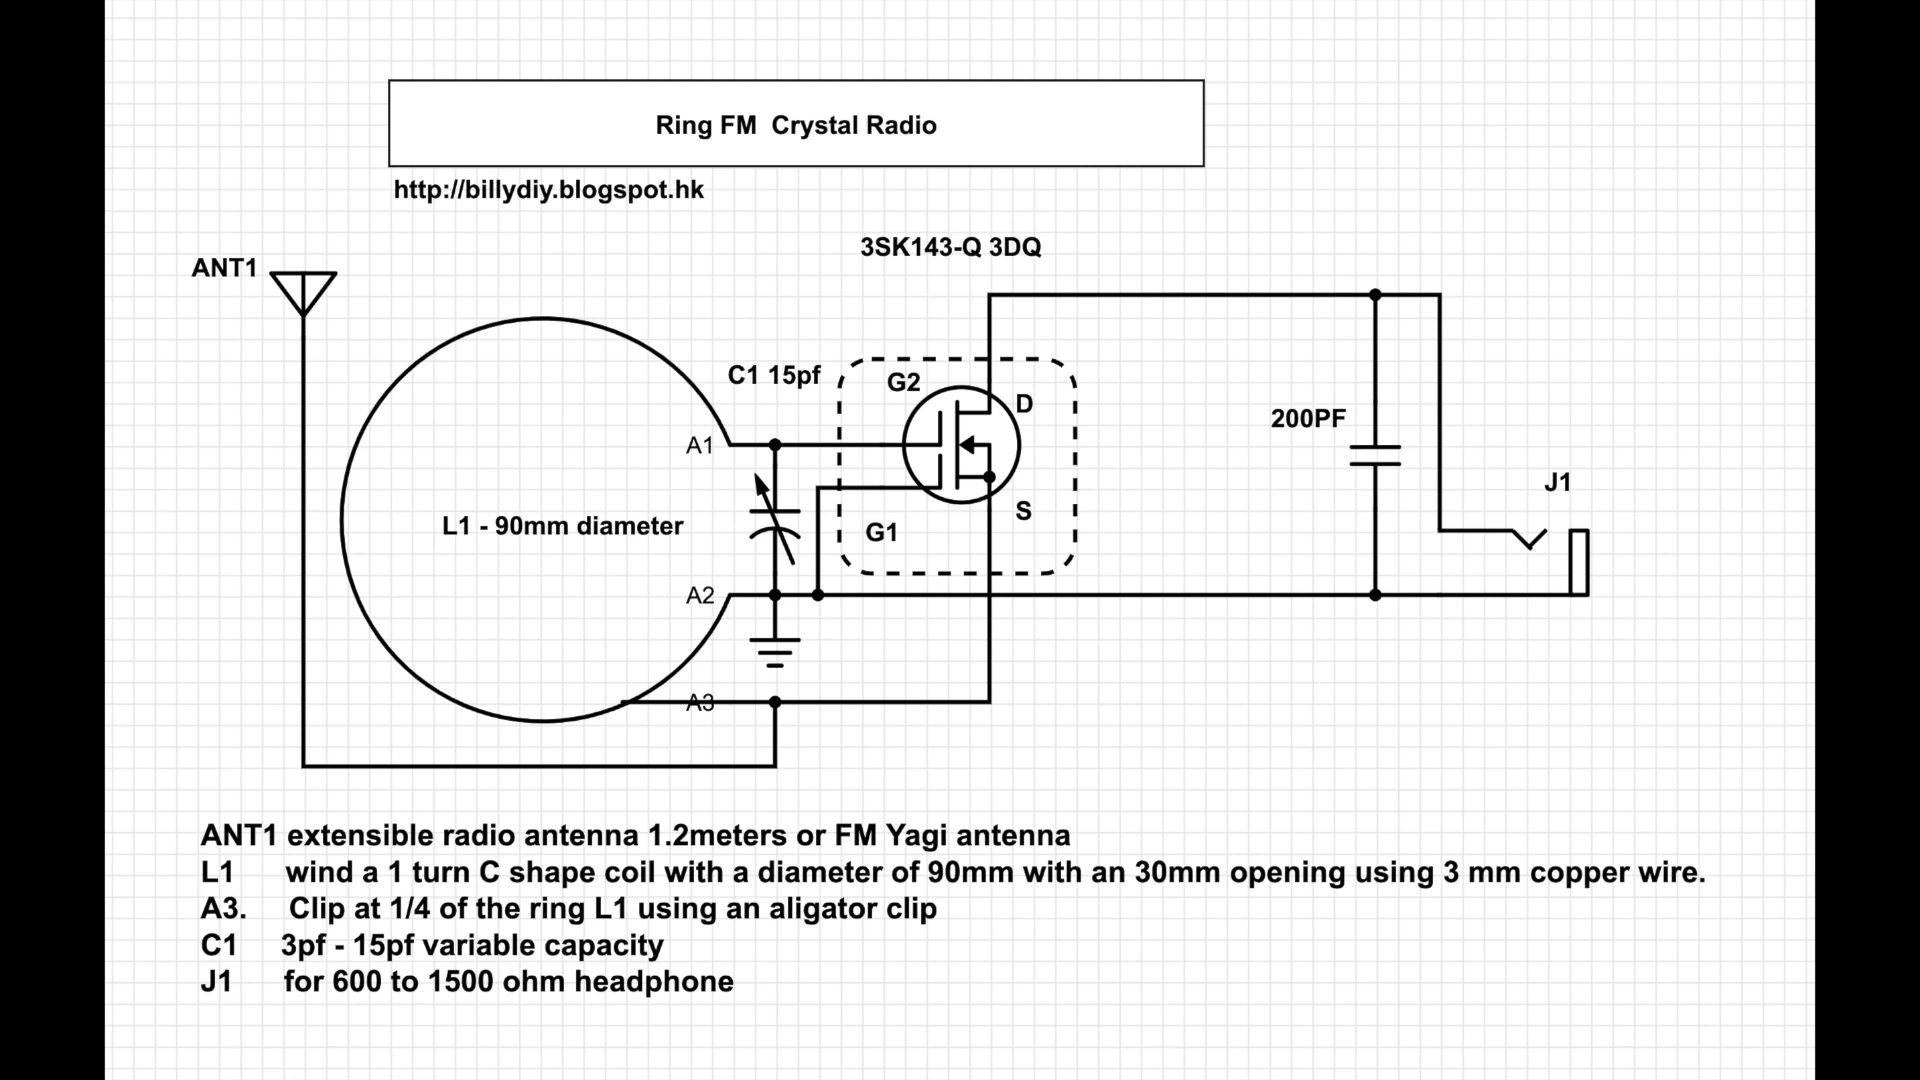 Ring FM  Crystal Radio
http://billydiy.blogspot.hk
3SK143-Q 3DQ
ANT1
C1 15pf
G2
D
200PF
A1
J1
S
L1 - 90mm diameter
G1
A2
A3
ANT1 extensible radio antenna 1.2meters or FM Yagi antenna
L1 wind a 1 turn C shape coil with a diameter of 90mm with an 30mm opening using 3 mm copper wire.
A3. Clip at 1/4 of the ring L1 using an aligator clip
C1 3pf - 15pf variable capacity
J1 for 600 to 1500 ohm headphone